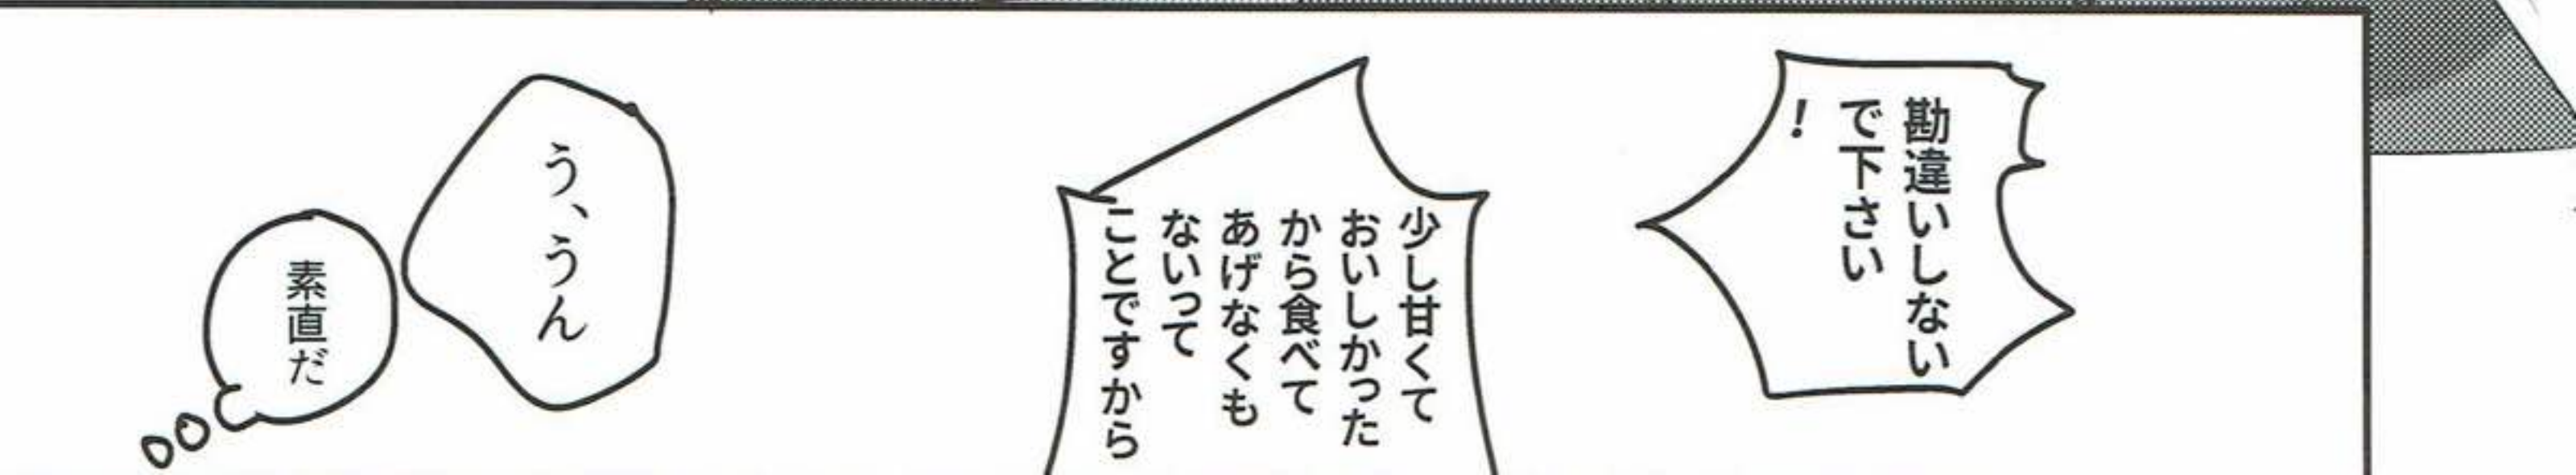 勘違いしない
で下さい
！
少し甘くて
おいしかった
から食べて
あげなくも
ないって
ことですから
う、うん
素直だ